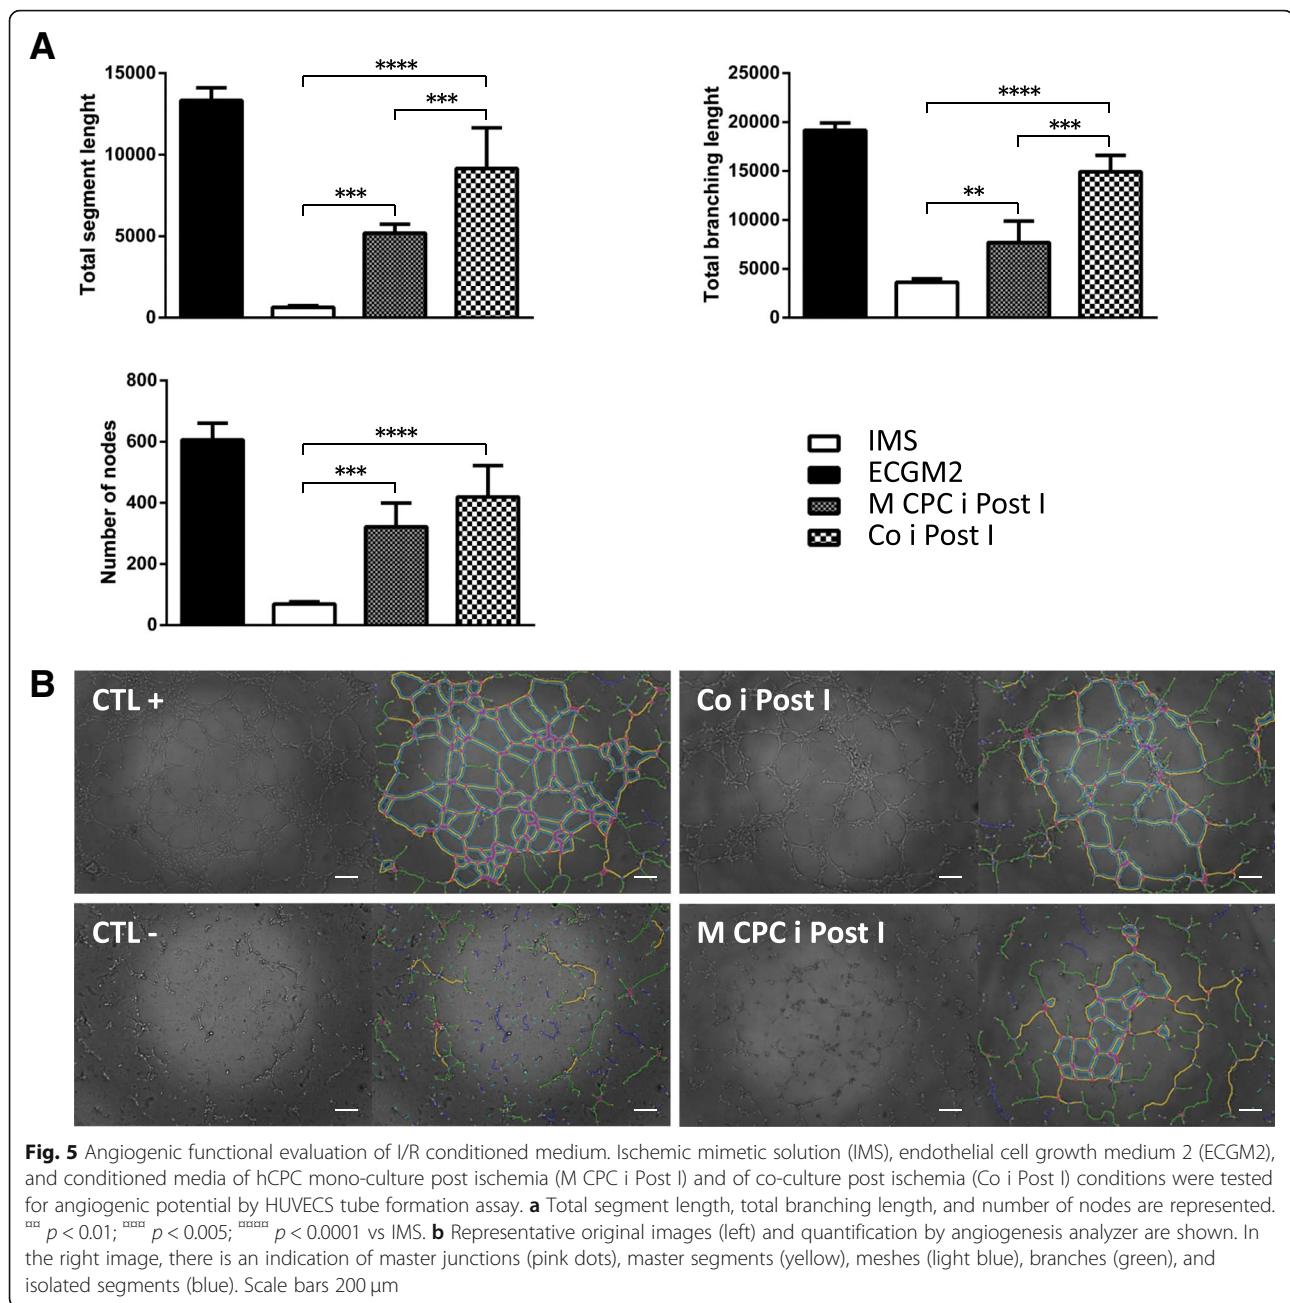 A
15000
10000
5000
0
Total segment lenght
****
***
***
25000
20000
15000
10000
5000
0
Total branching lenght
****
***
**
800
600
400
200
0
Number of nodes
****
***
IMS
ECGM2
M CPC i Post I
Co i Post I
B
CTL +
Co i Post I
CTL -
M CPC i Post I
Fig. 5 Angiogenic functional evaluation of I/R conditioned medium. Ischemic mimetic solution (IMS), endothelial cell growth medium 2 (ECGM2),
and conditioned media of hCPC mono-culture post ischemia (M CPC i Post I) and of co-culture post ischemia (Co i Post I) conditions were tested
for angiogenic potential by HUVECS tube formation assay. a Total segment length, total branching length, and number of nodes are represented.
¤¤ p < 0.01; ¤¤¤ p < 0.005; ¤¤¤¤ p < 0.0001 vs IMS. b Representative original images (left) and quantification by angiogenesis analyzer are shown. In
the right image, there is an indication of master junctions (pink dots), master segments (yellow), meshes (light blue), branches (green), and
isolated segments (blue). Scale bars 200 μm